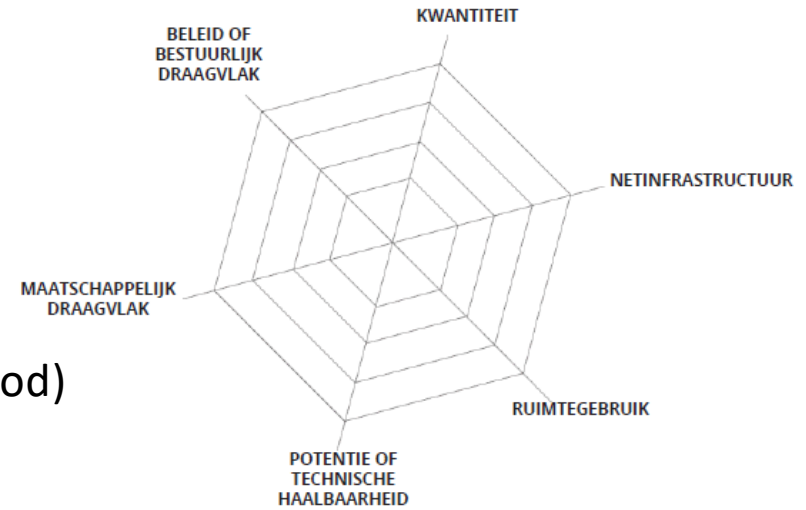 KWANTITEIT
BELEID OF
BESTUURLIJK
DRAAGVLAK
NETINFRASTRUCTUUR
MAATSCHAPPELIJK
DRAAGVLAK
od)
RUIMTEGEBRUIK
POTENTIE OF
TECHNISCHE
HAALBAARHEID